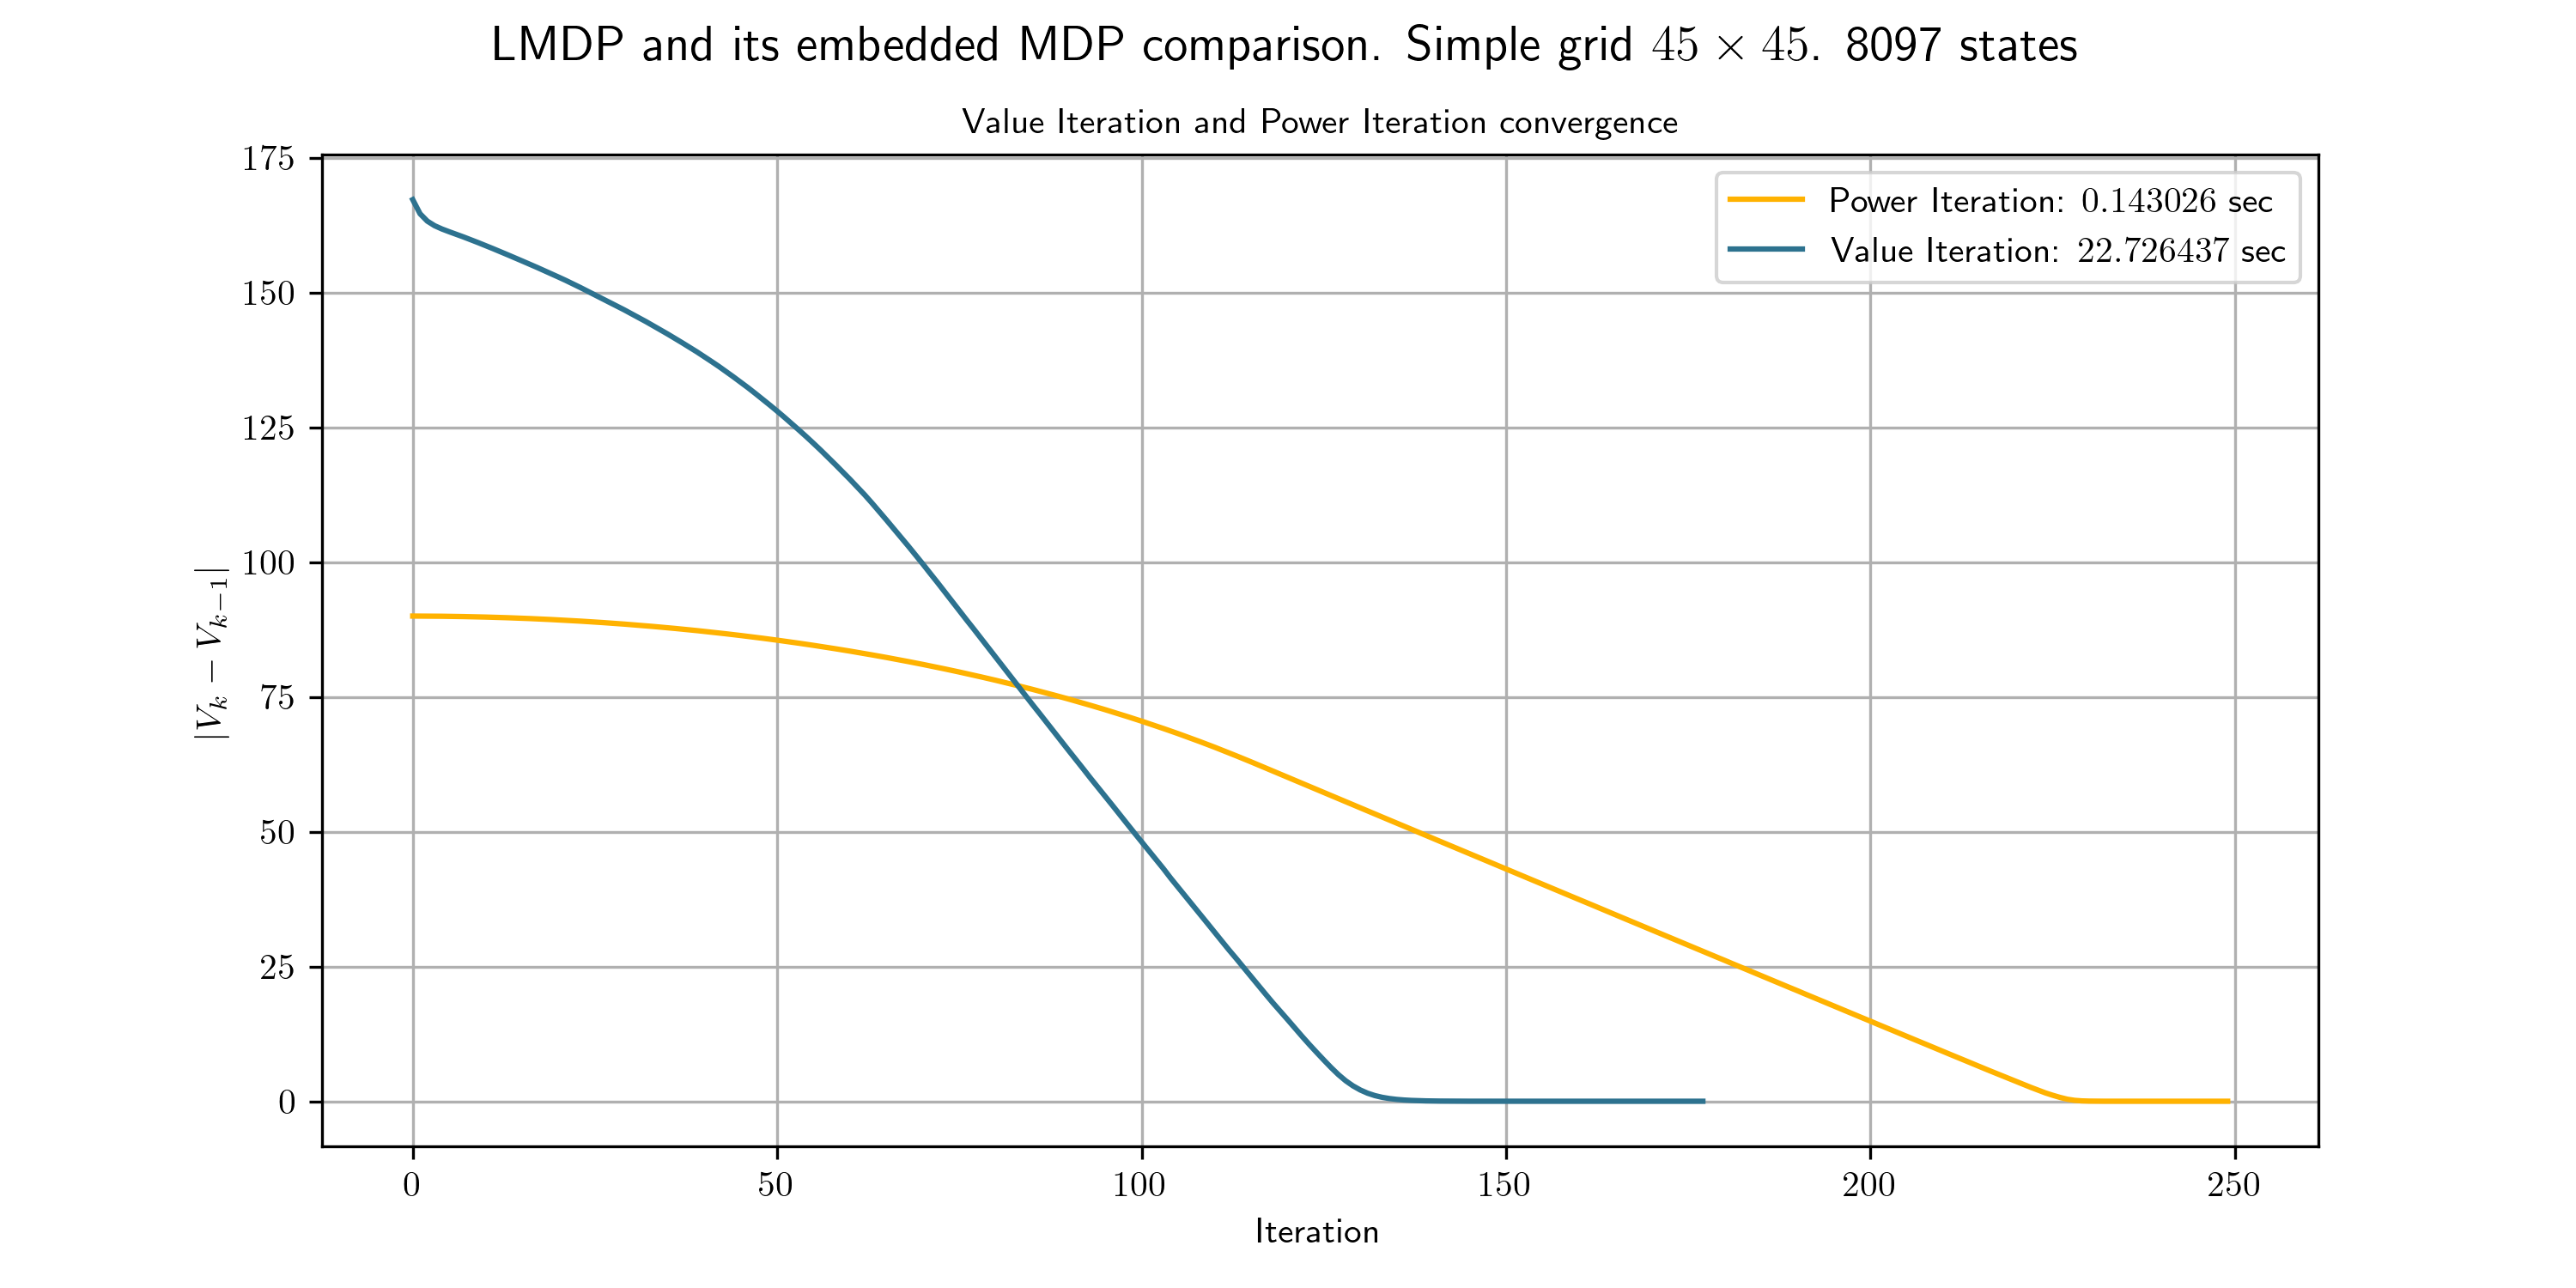 LMDP and its embedded MDP comparison. Simple grid 45 × 45. 8097 states
Value Iteration and Power Iteration convergence
175
150
125
100
75
50
25
0
|V_k − V_{k−1}|
Power Iteration: 0.143026 sec
Value Iteration: 22.726437 sec
0 50 100 150 200 250
Iteration